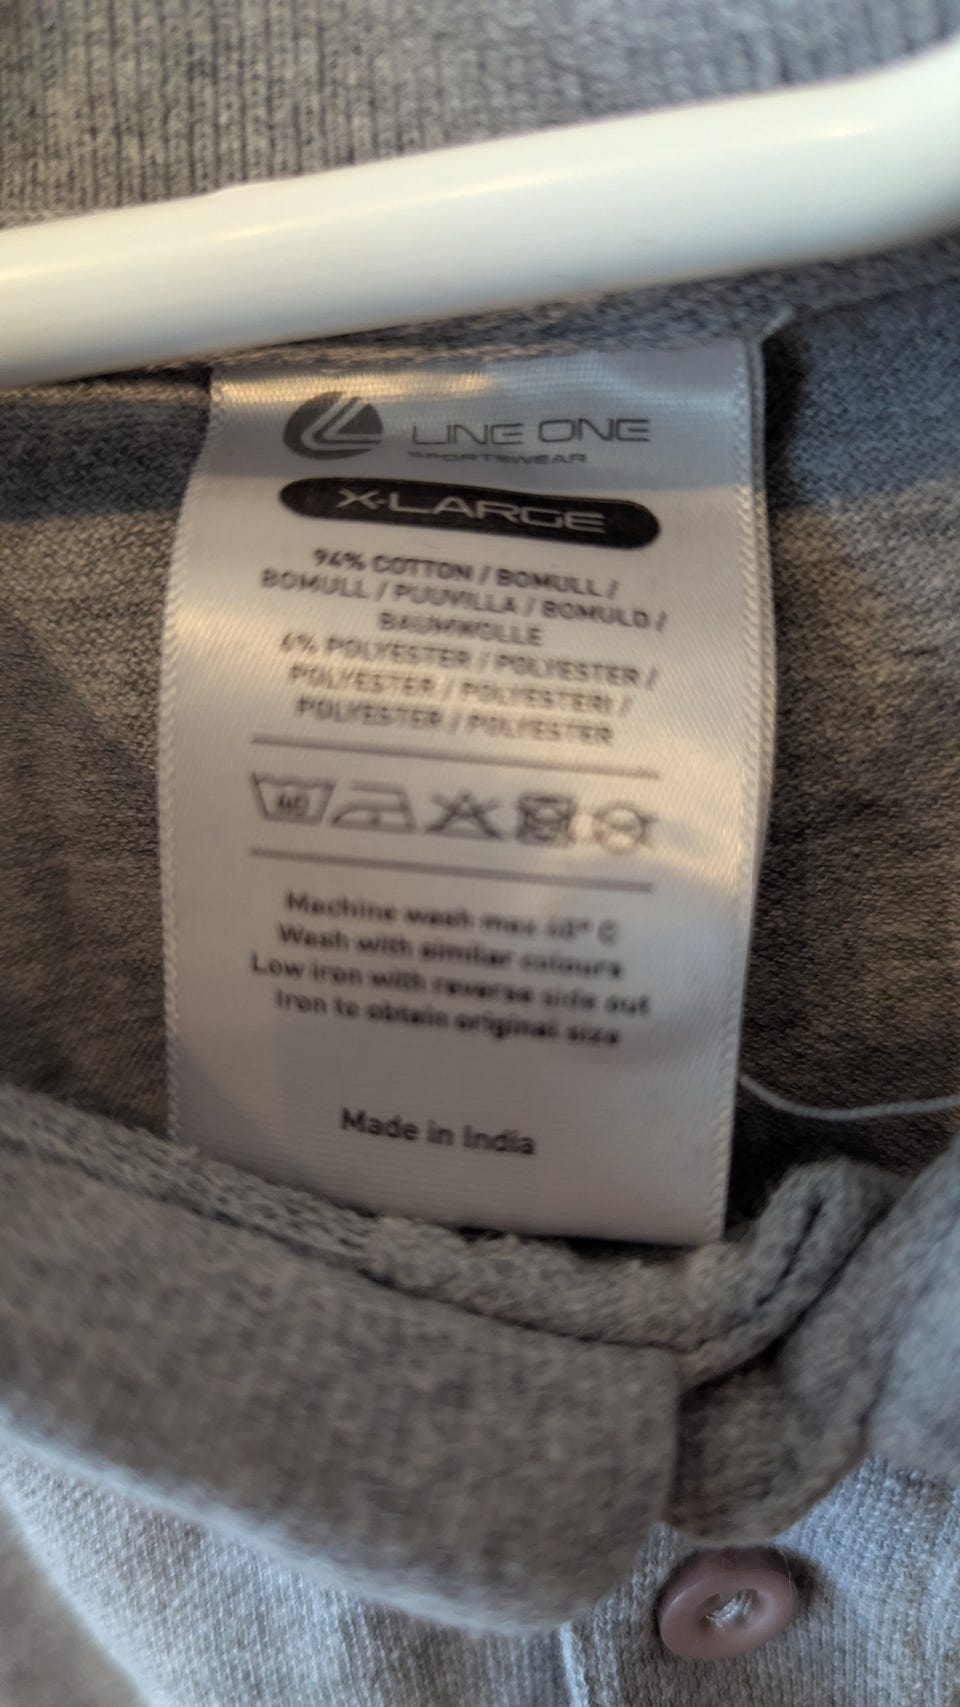 LINE ONE
SPORTSWEAR
X-LARGE
94% COTTON / BOMULL /
BOMULL / PUUVILLA / BOMULD /
BAUMWOLLE
6% POLYESTER / POLYESTER /
POLYESTER / POLYESTERI /
POLYESTER / POLYESTER
40
Machine wash max 40° C
Wash with similar colours
Low iron with reverse side out
Iron to obtain original size
Made in India